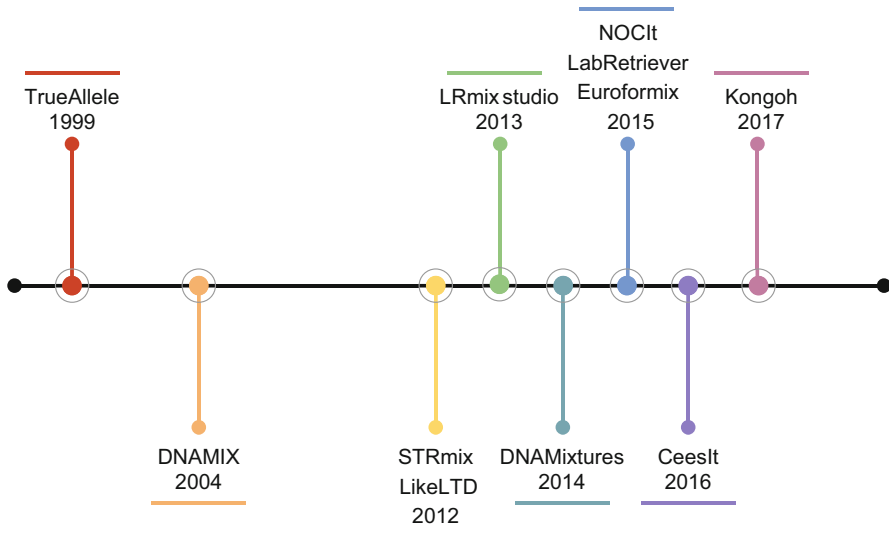 TrueAllele
1999
DNAMIX
2004
STRmix
LikeLTD
2012
LRmix studio
2013
DNAMixtures
2014
NOCIt
LabRetriever
Euroformix
2015
CeesIt
2016
Kongoh
2017